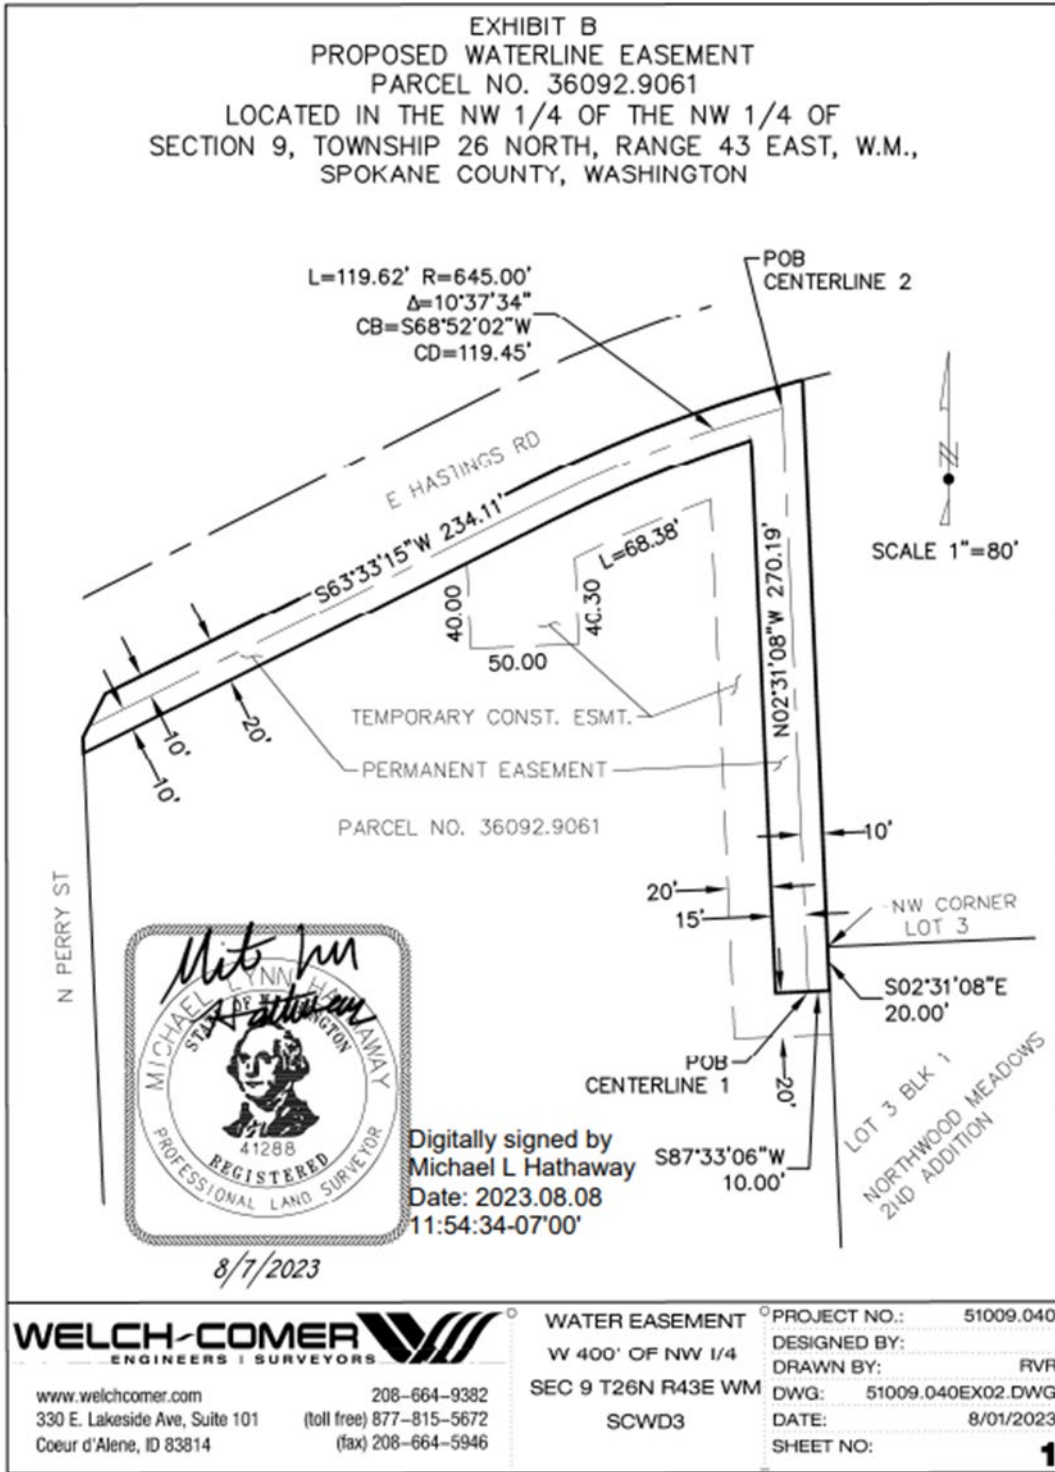 EXHIBIT B
PROPOSED WATERLINE EASEMENT
PARCEL NO. 36092.9061
LOCATED IN THE NW 1/4 OF THE NW 1/4 OF
SECTION 9, TOWNSHIP 26 NORTH, RANGE 43 EAST, W.M.,
SPOKANE COUNTY, WASHINGTON
L=119.62' R=645.00'
Δ=10°37'34"
CB=S68°52'02"W
CD=119.45'
POB
CENTERLINE 2
E HASTINGS RD
S63°33'15"W 234.11'
N
SCALE 1"=80'
L=68.38'
40.00
40.30
50.00
N02°31'08"W 270.19'
10'
10'
20'
TEMPORARY CONST. ESMT.
PERMANENT EASEMENT
PARCEL NO. 36092.9061
10'
20'
15'
NW CORNER
LOT 3
S02°31'08"E
20.00'
N PERRY ST
POB
CENTERLINE 1
20'
S87°33'06"W
10.00'
LOT 3 BLK 1
NORTHWOOD MEADOWS
2ND ADDITION
MICHAEL LYNN HATHAWAY
STATE OF WASHINGTON
41288
REGISTERED
PROFESSIONAL LAND SURVEYOR
Digitally signed by
Michael L Hathaway
Date: 2023.08.08
11:54:34-07'00'
8/7/2023
WELCH-COMER
ENGINEERS | SURVEYORS
www.welchcomer.com
330 E. Lakeside Ave, Suite 101
Coeur d'Alene, ID 83814
208-664-9382
(toll free) 877-815-5672
(fax) 208-664-5946
WATER EASEMENT
W 400' OF NW 1/4
SEC 9 T26N R43E WM
SCWD3
PROJECT NO.: 51009.040
DESIGNED BY:
DRAWN BY: RVR
DWG: 51009.040EX02.DWG
DATE: 8/01/2023
SHEET NO: 1